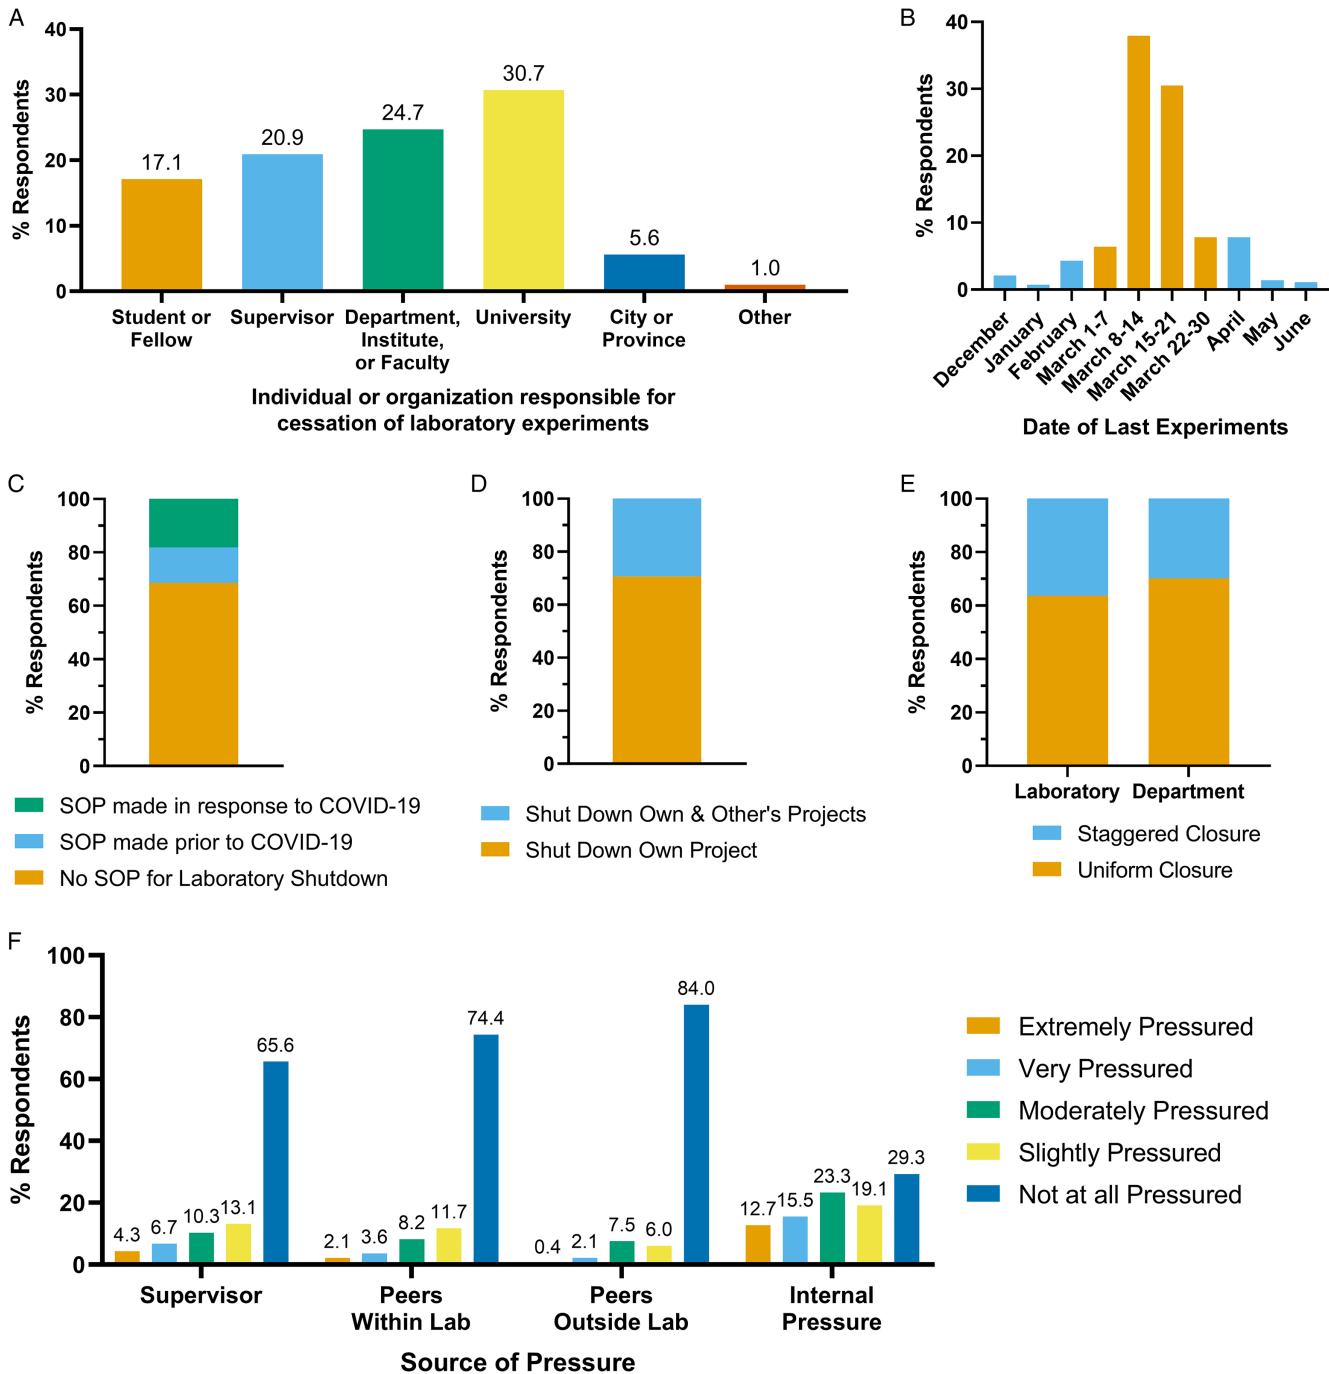 A
40
30
20
10
0
% Respondents
17.1
20.9
24.7
30.7
5.6
1.0
Student or
Fellow
Supervisor
Department,
Institute,
or Faculty
University
City or
Province
Other
Individual or organization responsible for
cessation of laboratory experiments
B
40
30
20
10
0
% Respondents
December
January
February
March 1-7
March 8-14
March 15-21
March 22-30
April
May
June
Date of Last Experiments
C
100
80
60
40
20
0
% Respondents
SOP made in response to COVID-19
SOP made prior to COVID-19
No SOP for Laboratory Shutdown
D
100
80
60
40
20
0
% Respondents
Shut Down Own & Other's Projects
Shut Down Own Project
E
100
80
60
40
20
0
% Respondents
Laboratory
Department
Staggered Closure
Uniform Closure
F
100
80
60
40
20
0
% Respondents
4.3
6.7
10.3
13.1
65.6
2.1
3.6
8.2
11.7
74.4
0.4
2.1
7.5
6.0
84.0
12.7
15.5
23.3
19.1
29.3
Supervisor
Peers
Within Lab
Peers
Outside Lab
Internal
Pressure
Source of Pressure
Extremely Pressured
Very Pressured
Moderately Pressured
Slightly Pressured
Not at all Pressured